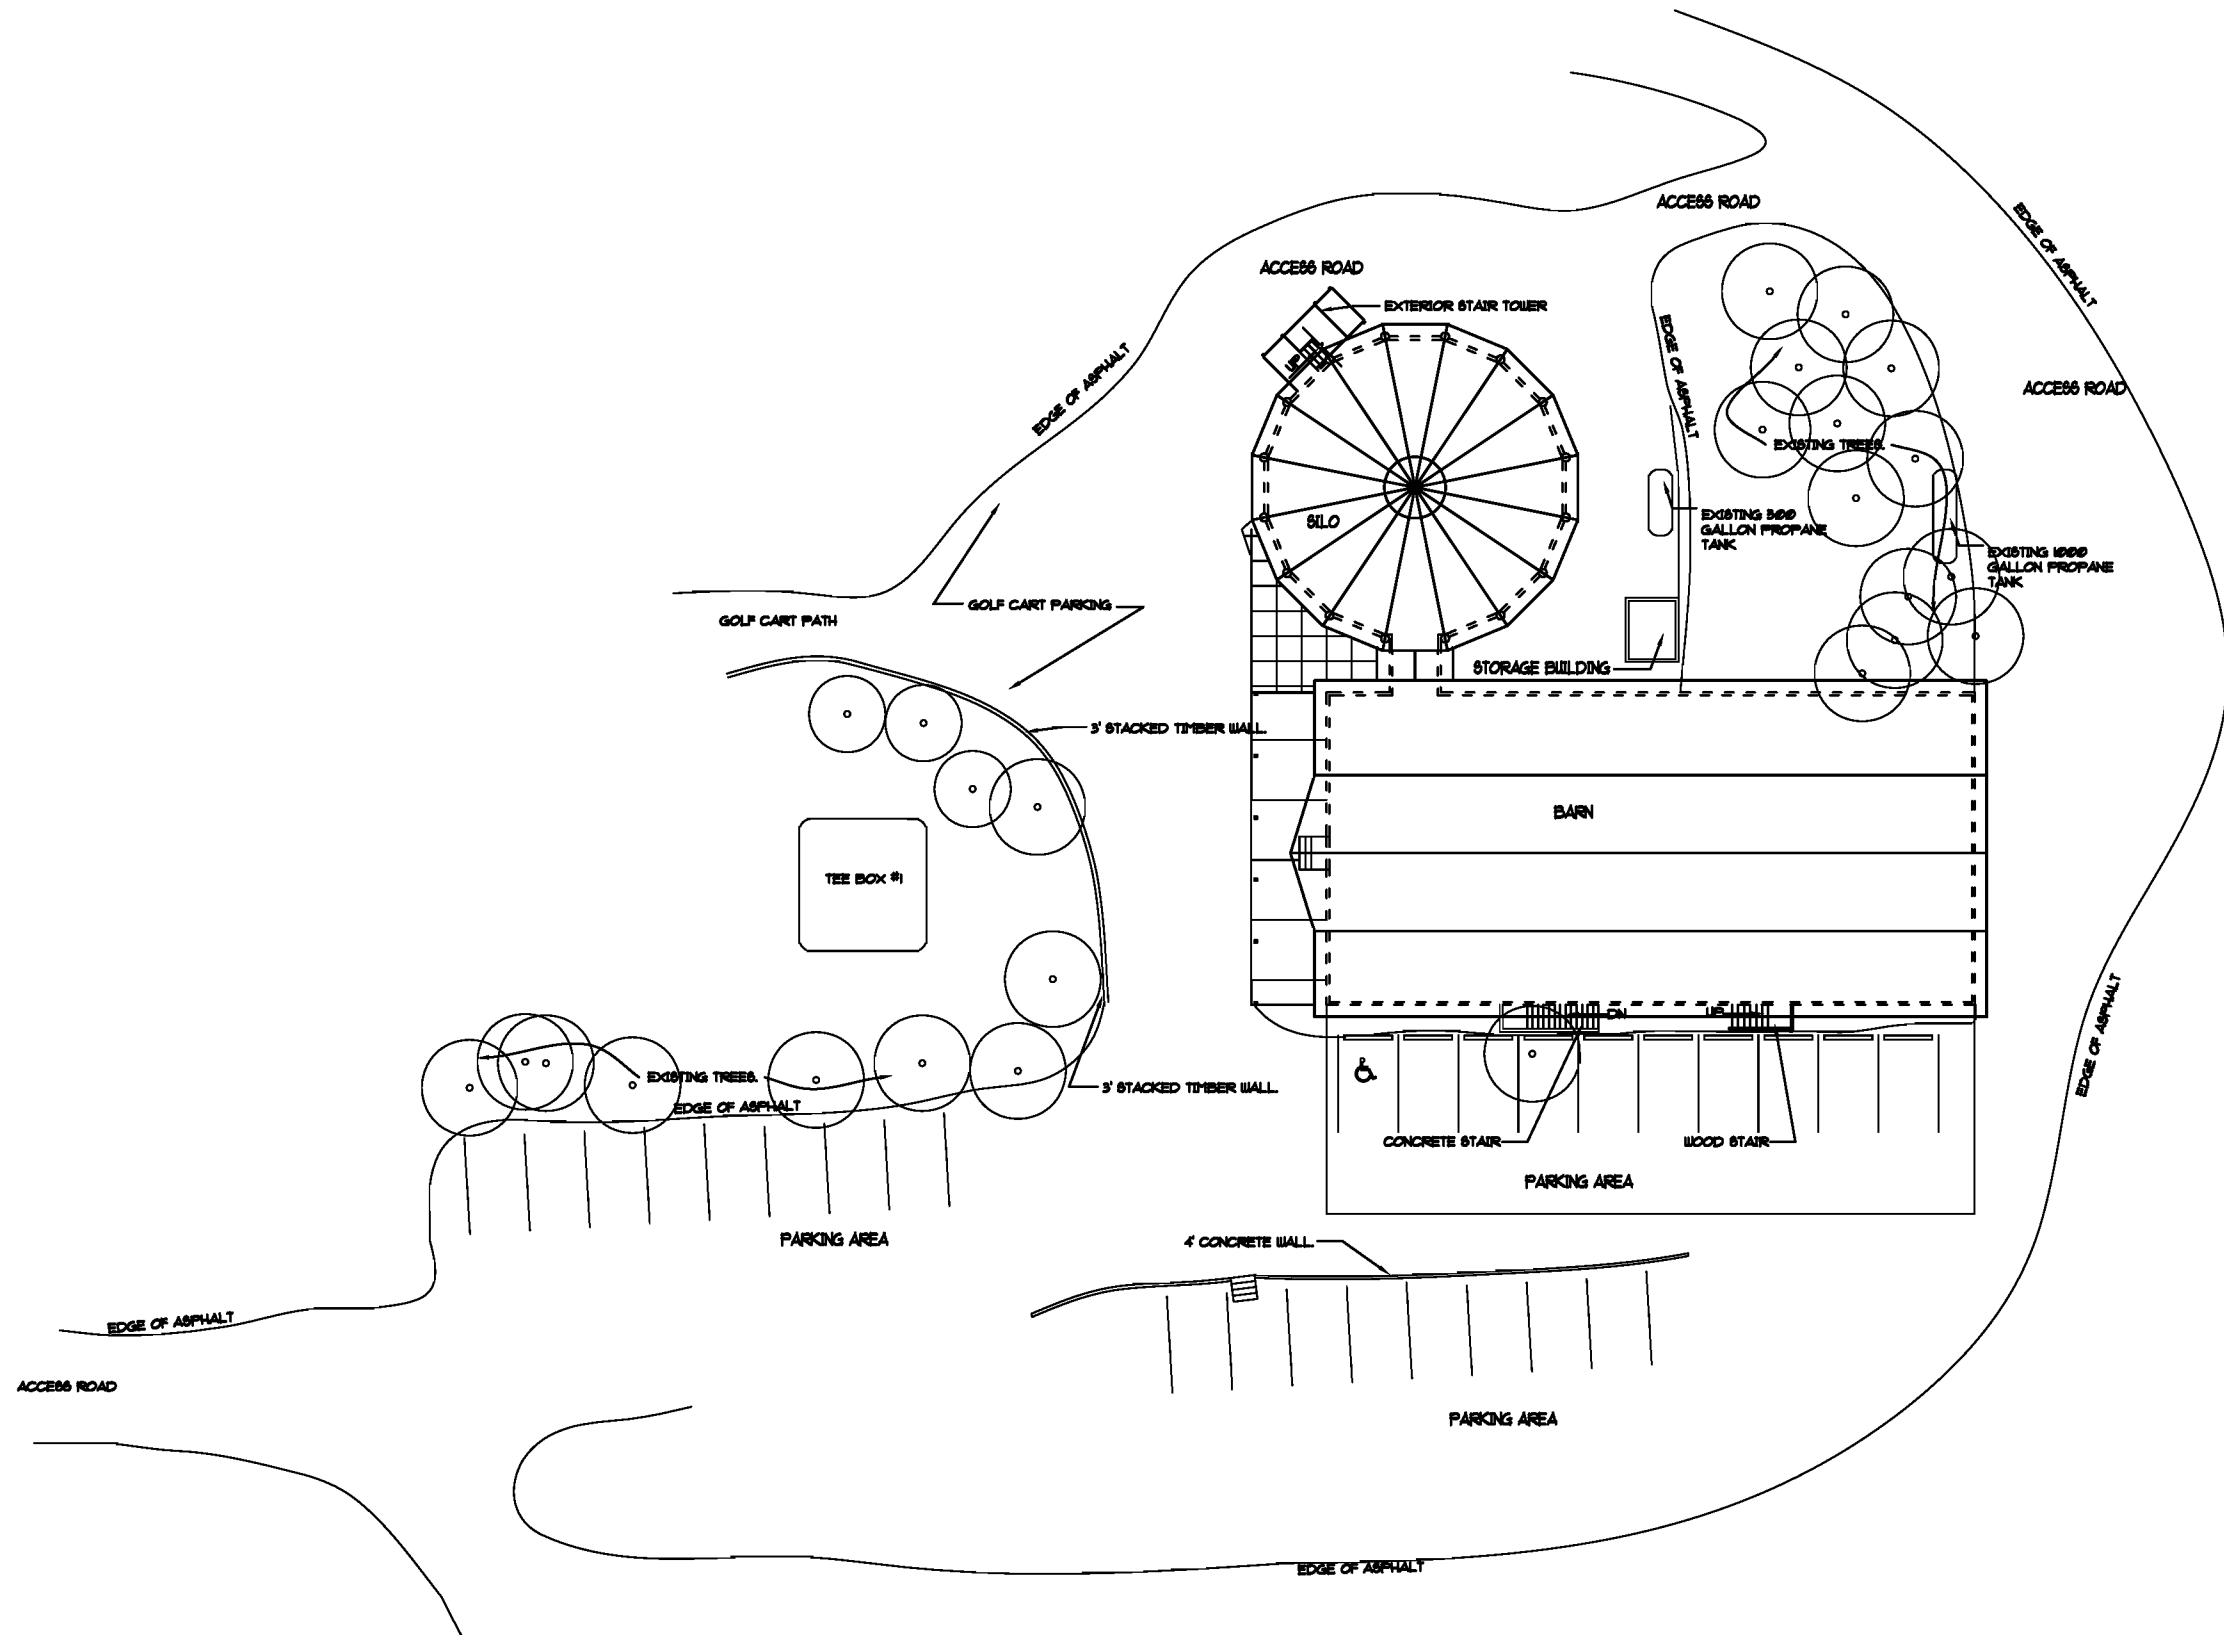 ACCESS ROAD
EDGE OF ASPHALT
ACCESS ROAD
EXTERIOR STAIR TOWER
UP
EDGE OF ASPHALT
EDGE OF ASPHALT
ACCESS ROAD
EXISTING TREES.
SILO
EXISTING 500
GALLON PROPANE
TANK
EXISTING 1000
GALLON PROPANE
TANK
GOLF CART PARKING
GOLF CART PATH
STORAGE BUILDING
3' STACKED TIMBER WALL.
BARN
TEE BOX #1
DN
UP
EDGE OF ASPHALT
EXISTING TREES.
3' STACKED TIMBER WALL.
EDGE OF ASPHALT
CONCRETE STAIR
WOOD STAIR
PARKING AREA
PARKING AREA
4' CONCRETE WALL.
EDGE OF ASPHALT
ACCESS ROAD
PARKING AREA
EDGE OF ASPHALT